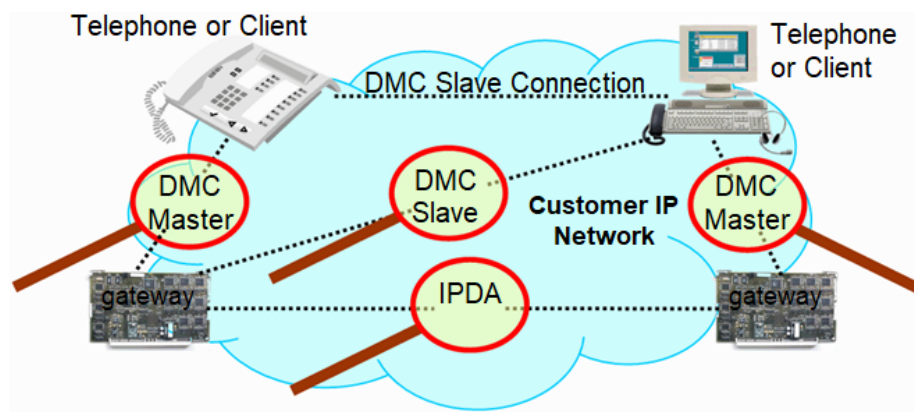 Telephone or Client
Telephone
or Client
DMC Slave Connection
DMC
Master
DMC
Slave
Customer IP
Network
DMC
Master
gateway
IPDA
gateway